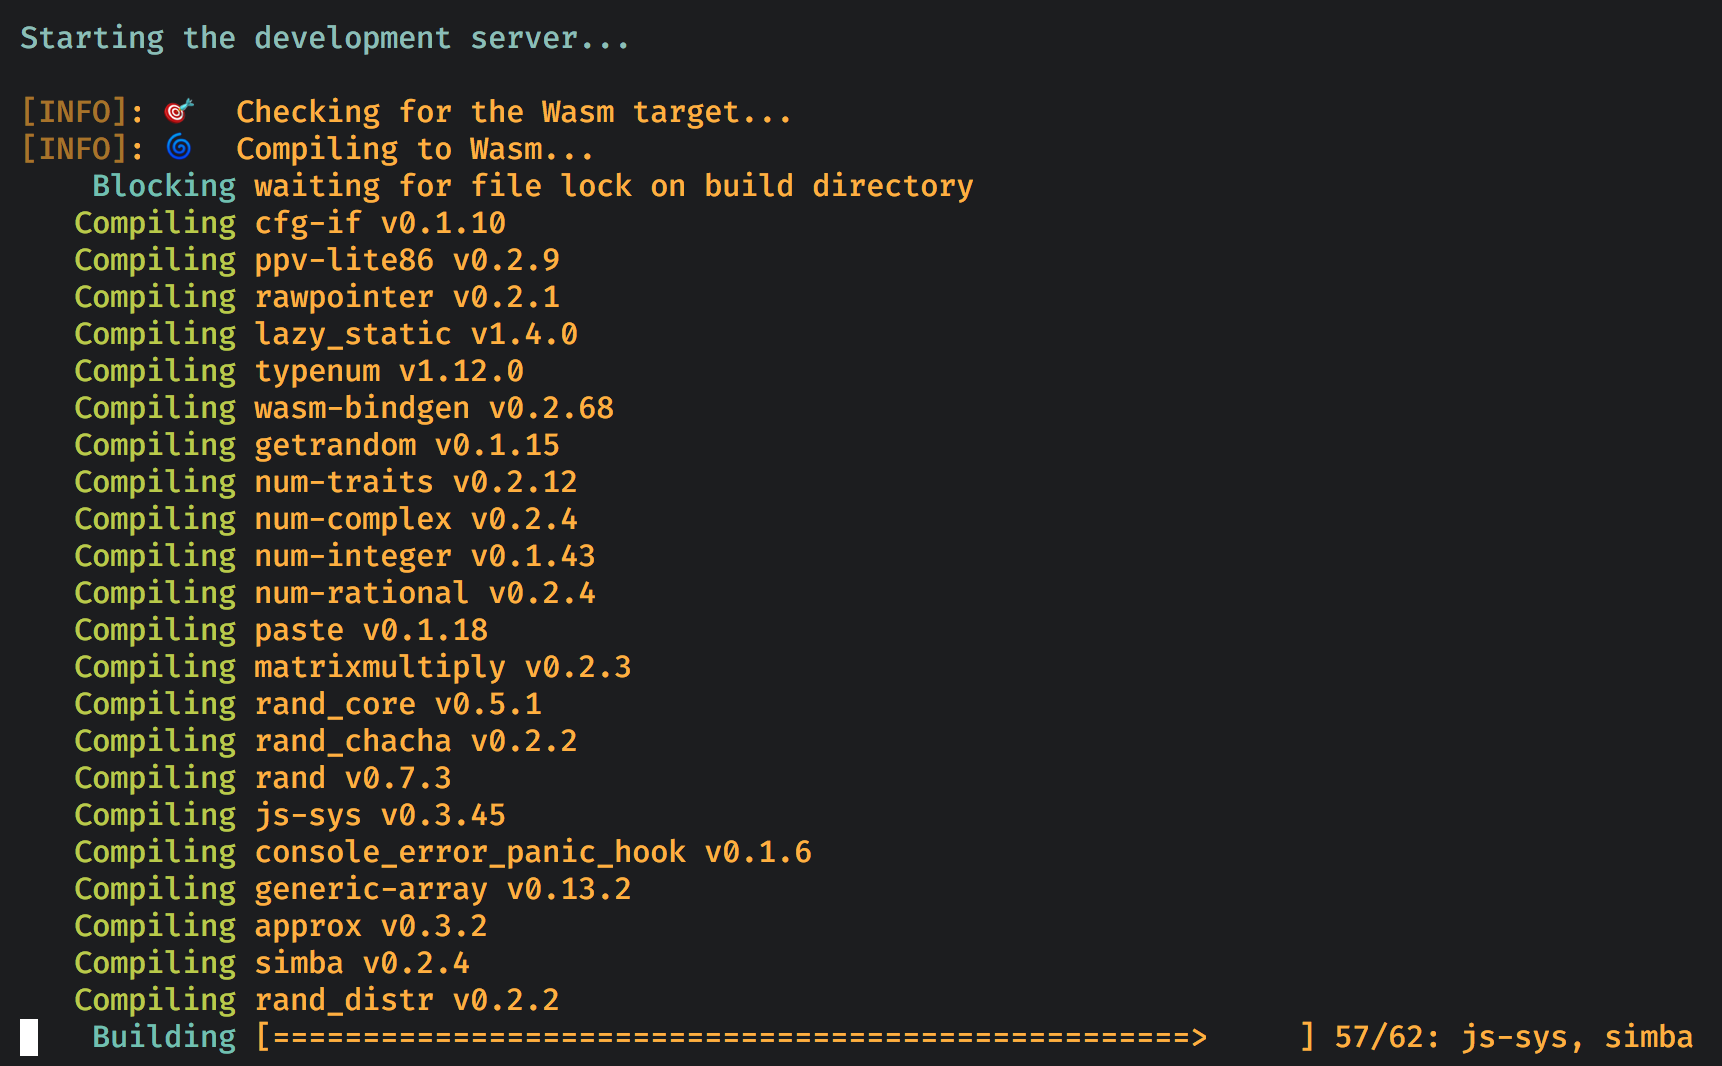 Starting the development server...
[INFO]: 🎯  Checking for the Wasm target...
[INFO]: 🌀  Compiling to Wasm...
    Blocking waiting for file lock on build directory
   Compiling cfg-if v0.1.10
   Compiling ppv-lite86 v0.2.9
   Compiling rawpointer v0.2.1
   Compiling lazy_static v1.4.0
   Compiling typenum v1.12.0
   Compiling wasm-bindgen v0.2.68
   Compiling getrandom v0.1.15
   Compiling num-traits v0.2.12
   Compiling num-complex v0.2.4
   Compiling num-integer v0.1.43
   Compiling num-rational v0.2.4
   Compiling paste v0.1.18
   Compiling matrixmultiply v0.2.3
   Compiling rand_core v0.5.1
   Compiling rand_chacha v0.2.2
   Compiling rand v0.7.3
   Compiling js-sys v0.3.45
   Compiling console_error_panic_hook v0.1.6
   Compiling generic-array v0.13.2
   Compiling approx v0.3.2
   Compiling simba v0.2.4
   Compiling rand_distr v0.2.2
    Building [===================================================>     ] 57/62: js-sys, simba